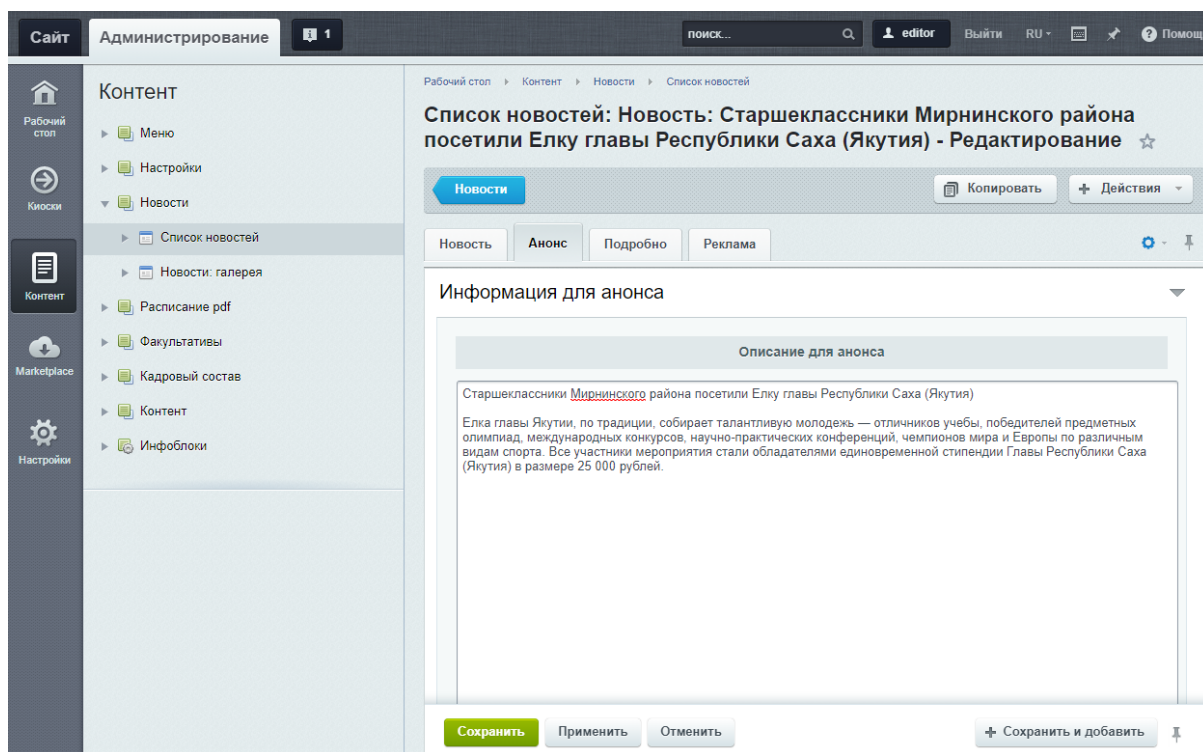 Сайт
Администрирование
1
поиск...
editor
Выйти
RU
Помощ
Рабочий стол
Киоски
Контент
Marketplace
Настройки
Контент
Меню
Настройки
Новости
Список новостей
Новости: галерея
Расписание pdf
Факультативы
Кадровый состав
Контент
Инфоблоки
Рабочий стол Контент Новости Список новостей
Список новостей: Новость: Старшеклассники Мирнинского района
посетили Елку главы Республики Саха (Якутия) - Редактирование
Новости
Копировать
+ Действия
Новость
Анонс
Подробно
Реклама
Информация для анонса
Описание для анонса
Старшеклассники Мирнинского района посетили Елку главы Республики Саха (Якутия)
Елка главы Якутии, по традиции, собирает талантливую молодежь — отличников учебы, победителей предметных
олимпиад, международных конкурсов, научно-практических конференций, чемпионов мира и Европы по различным
видам спорта. Все участники мероприятия стали обладателями единовременной стипендии Главы Республики Саха
(Якутия) в размере 25 000 рублей.
Сохранить
Применить
Отменить
+ Сохранить и добавить